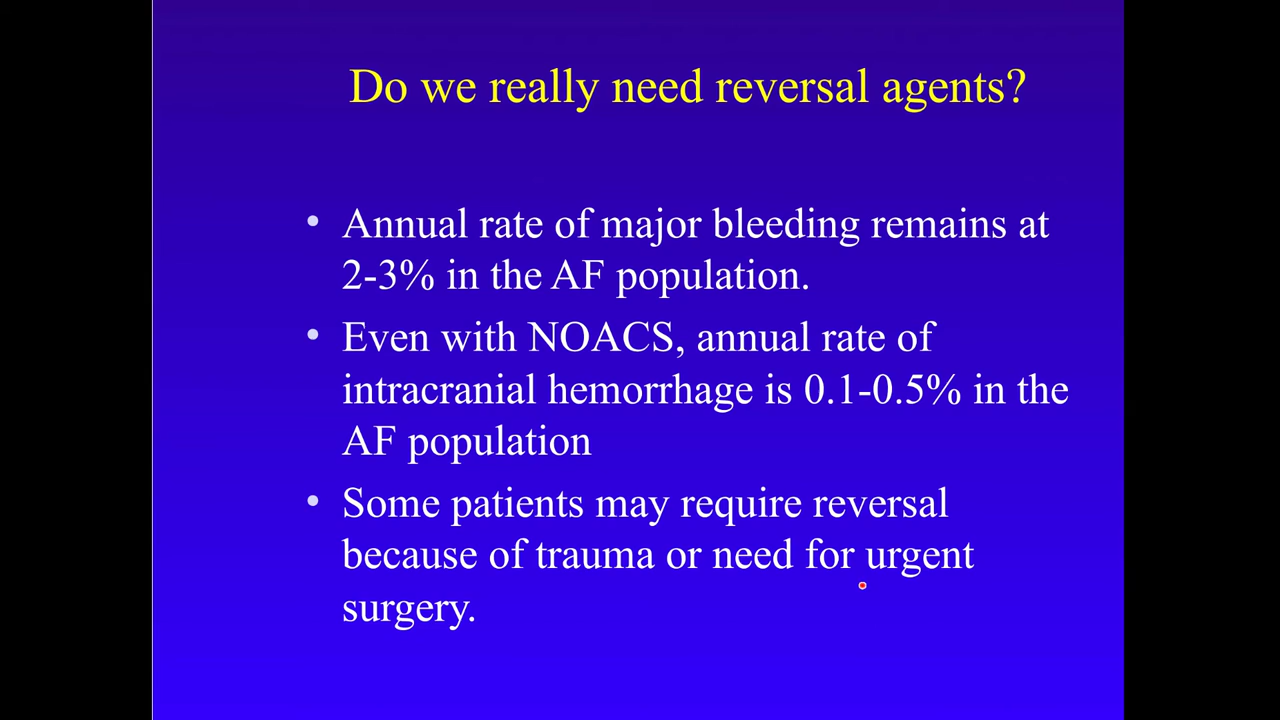 Do we really need reversal agents?
• Annual rate of major bleeding remains at
2-3% in the AF population.
• Even with NOACS, annual rate of
intracranial hemorrhage is 0.1-0.5% in the
AF population
• Some patients may require reversal
because of trauma or need for urgent
surgery.